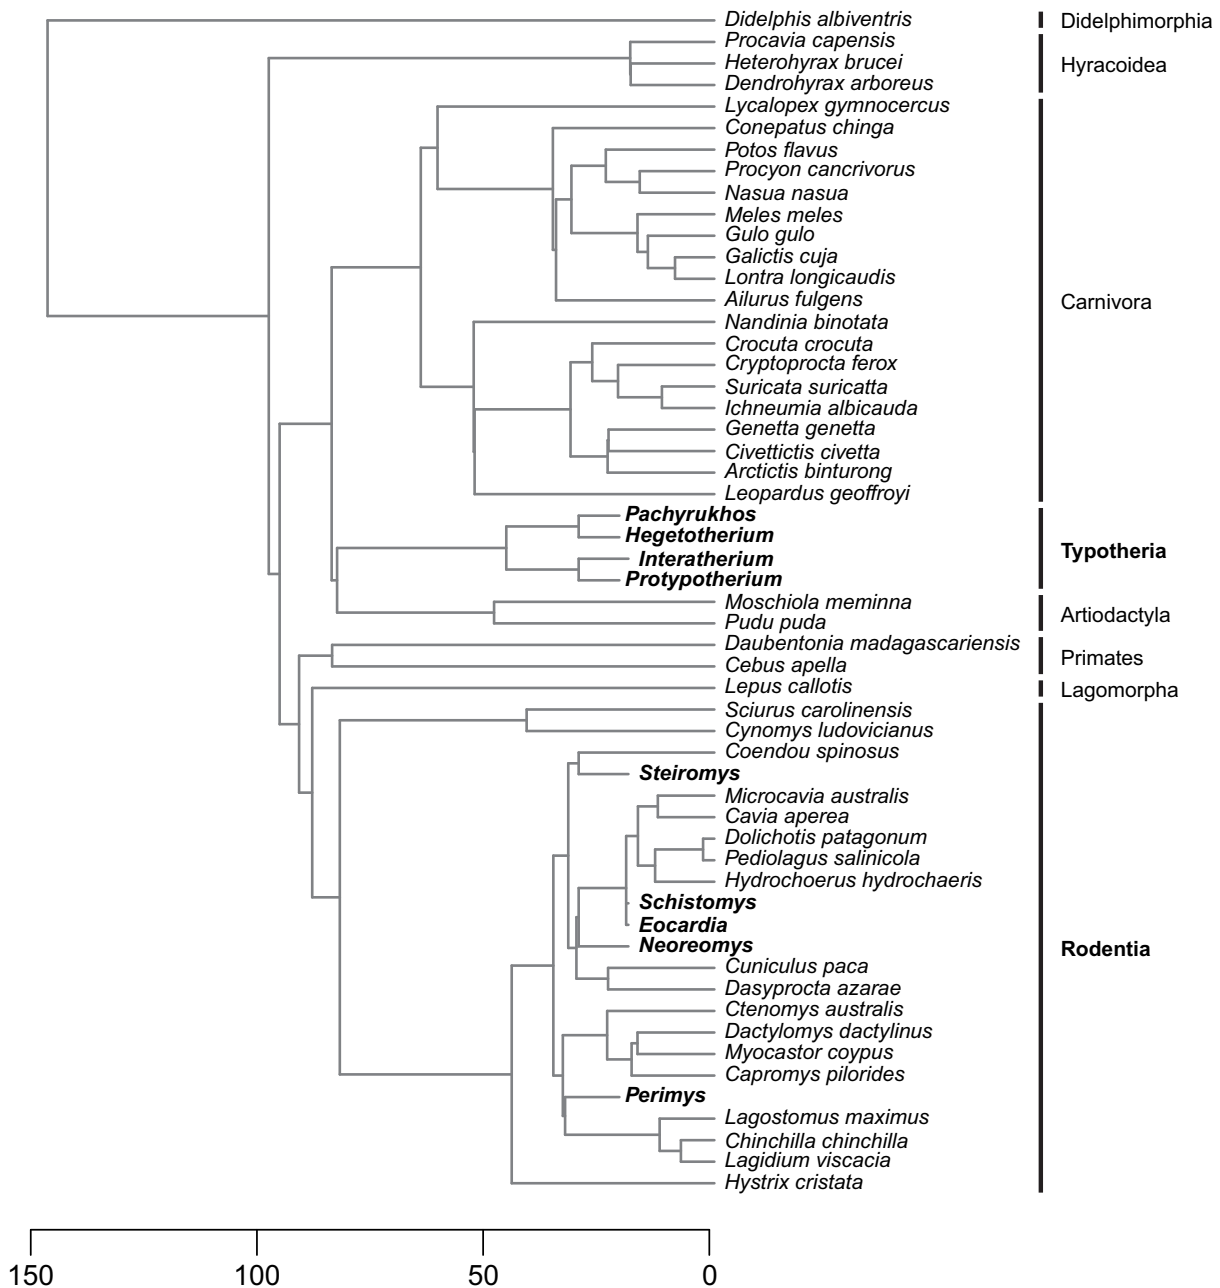 Didelphis albiventris
Didelphimorphia
Procavia capensis
Heterohyrax brucei
Hyracoidea
Dendrohyrax arboreus
Lycalopex gymnocercus
Conepatus chinga
Potos flavus
Procyon cancrivorus
Nasua nasua
Meles meles
Gulo gulo
Galictis cuja
Lontra longicaudis
Ailurus fulgens
Carnivora
Nandinia binotata
Crocuta crocuta
Cryptoprocta ferox
Suricata suricatta
Ichneumia albicauda
Genetta genetta
Civettictis civetta
Arctictis binturong
Leopardus geoffroyi
Pachyrukhos
Hegetotherium
Typotheria
Interatherium
Protypotherium
Moschiola meminna
Artiodactyla
Pudu puda
Daubentonia madagascariensis
Primates
Cebus apella
Lepus callotis
Lagomorpha
Sciurus carolinensis
Cynomys ludovicianus
Coendou spinosus
Steiromys
Microcavia australis
Cavia aperea
Dolichotis patagonum
Pediolagus salinicola
Hydrochoerus hydrochaeris
Schistomys
Eocardia
Neoreomys
Rodentia
Cuniculus paca
Dasyprocta azarae
Ctenomys australis
Dactylomys dactylinus
Myocastor coypus
Capromys pilorides
Perimys
Lagostomus maximus
Chinchilla chinchilla
Lagidium viscacia
Hystrix cristata
150 100 50 0